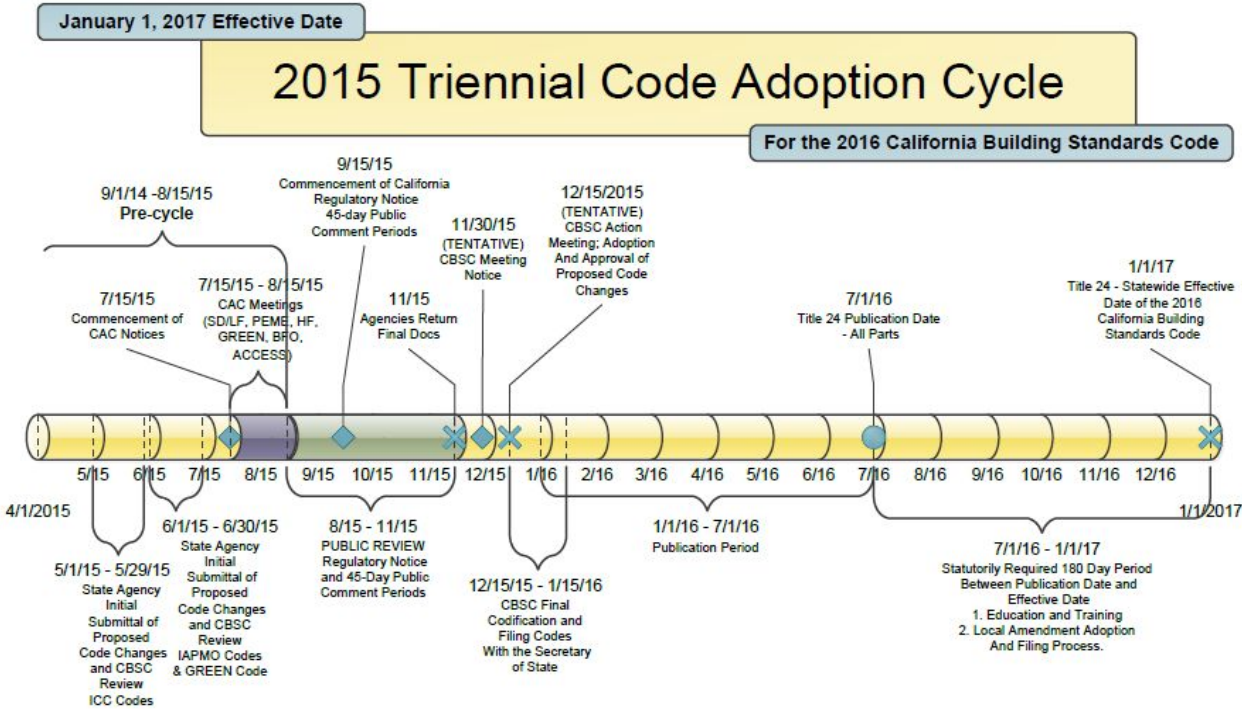 January 1, 2017 Effective Date
2015 Triennial Code Adoption Cycle
For the 2016 California Building Standards Code
9/1/14 -8/15/15
Pre-cycle
7/15/15
Commencement of
CAC Notices
7/15/15 - 8/15/15
CAC Meetings
(SD/LF, PEME, HF,
GREEN, BFO,
ACCESS)
9/15/15
Commencement of California
Regulatory Notice
45-day Public
Comment Periods
11/15
Agencies Return
Final Docs
11/30/15
(TENTATIVE)
CBSC Meeting
Notice
12/15/2015
(TENTATIVE)
CBSC Action
Meeting; Adoption
And Approval of
Proposed Code
Changes
7/1/16
Title 24 Publication Date
- All Parts
1/1/17
Title 24 - Statewide Effective
Date of the 2016
California Building
Standards Code
4/1/2015
5/15
6/15
7/15
8/15
9/15
10/15
11/15
12/15
1/16
2/16
3/16
4/16
5/16
6/16
7/16
8/16
9/16
10/16
11/16
12/16
1/1/2017
5/1/15 - 5/29/15
State Agency
Initial
Submittal of
Proposed
Code Changes
and CBSC
Review
ICC Codes
6/1/15 - 6/30/15
State Agency
Initial
Submittal of
Proposed
Code Changes
and CBSC
Review
IAPMO Codes
& GREEN Code
8/15 - 11/15
PUBLIC REVIEW
Regulatory Notice
and 45-Day Public
Comment Periods
12/15/15 - 1/15/16
CBSC Final
Codification and
Filing Codes
With the Secretary
of State
1/1/16 - 7/1/16
Publication Period
7/1/16 - 1/1/17
Statutorily Required 180 Day Period
Between Publication Date and
Effective Date
1. Education and Training
2. Local Amendment Adoption
And Filing Process.